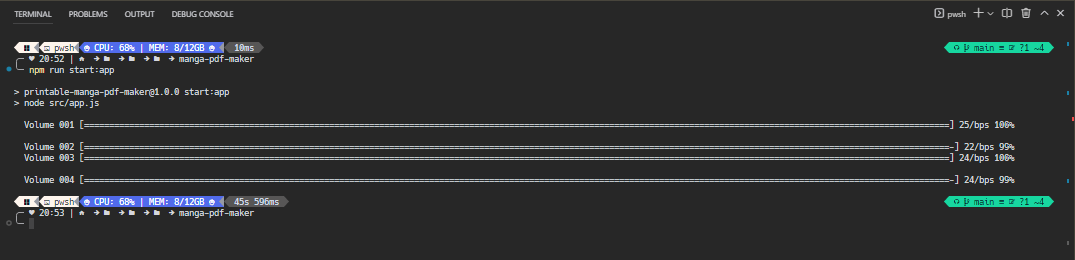 TERMINAL PROBLEMS OUTPUT DEBUG CONSOLE pwsh
pwsh CPU: 68% | MEM: 8/12GB 10ms main ≡ ?1 ~4
♥ 20:52 | → → → → manga-pdf-maker
npm run start:app
> printable-manga-pdf-maker@1.0.0 start:app
> node src/app.js
Volume 001 [=============================================================================================================================================================================] 25/bps 100%
Volume 002 [=============================================================================================================================================================================-] 22/bps 99%
Volume 003 [=============================================================================================================================================================================] 24/bps 100%
Volume 004 [=============================================================================================================================================================================-] 24/bps 99%
pwsh CPU: 68% | MEM: 8/12GB 45s 596ms main ≡ ?1 ~4
♥ 20:53 | → → → → manga-pdf-maker